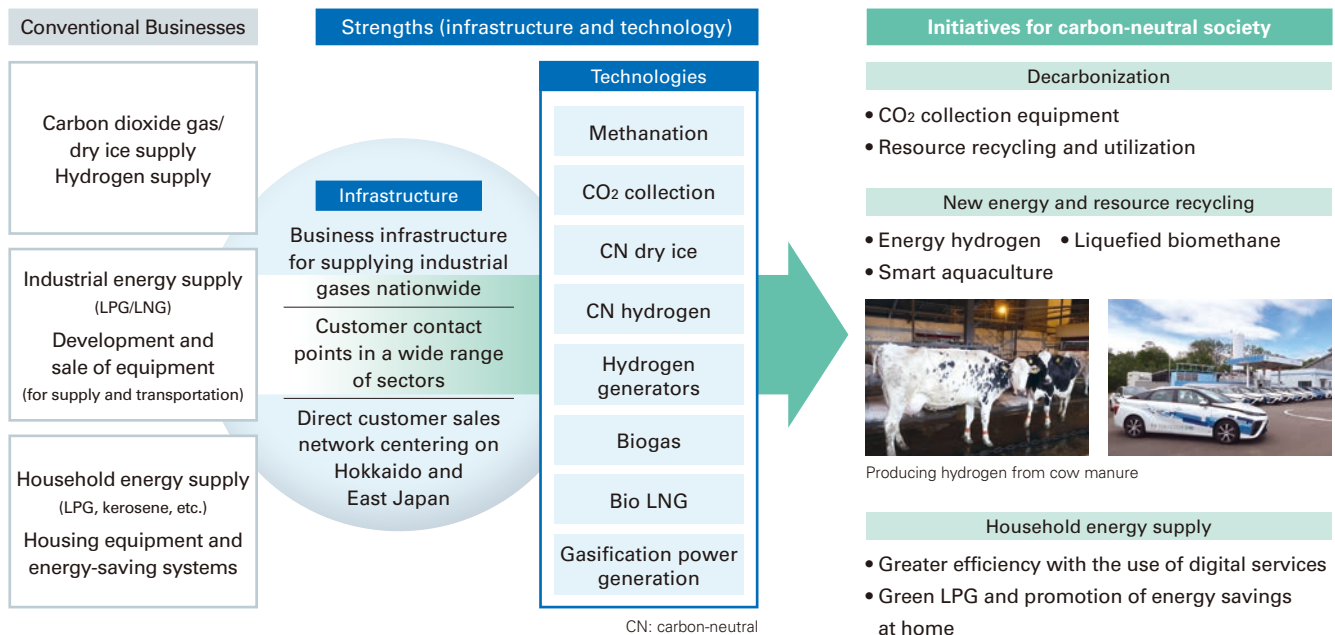 Conventional Businesses
Carbon dioxide gas/
dry ice supply
Hydrogen supply
Industrial energy supply
(LPG/LNG)
Development and
sale of equipment
(for supply and transportation)
Household energy supply
(LPG, kerosene, etc.)
Housing equipment and
energy-saving systems
Strengths (infrastructure and technology)
Infrastructure
Business infrastructure
for supplying industrial
gases nationwide
Customer contact
points in a wide range
of sectors
Direct customer sales
network centering on
Hokkaido and
East Japan
Technologies
Methanation
CO2 collection
CN dry ice
CN hydrogen
Hydrogen
generators
Biogas
Bio LNG
Gasification power
generation
CN: carbon-neutral
Initiatives for carbon-neutral society
Decarbonization
• CO2 collection equipment
• Resource recycling and utilization
New energy and resource recycling
• Energy hydrogen • Liquefied biomethane
• Smart aquaculture
Producing hydrogen from cow manure
Household energy supply
• Greater efficiency with the use of digital services
• Green LPG and promotion of energy savings
at home